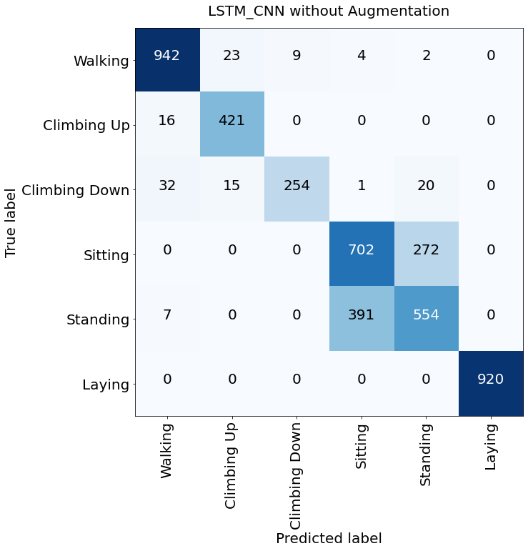 LSTM_CNN without Augmentation
True label
Walking 942 23 9 4 2 0
Climbing Up 16 421 0 0 0 0
Climbing Down 32 15 254 1 20 0
Sitting 0 0 0 702 272 0
Standing 7 0 0 391 554 0
Laying 0 0 0 0 0 920
Walking Climbing Up Climbing Down Sitting Standing Laying
Predicted label